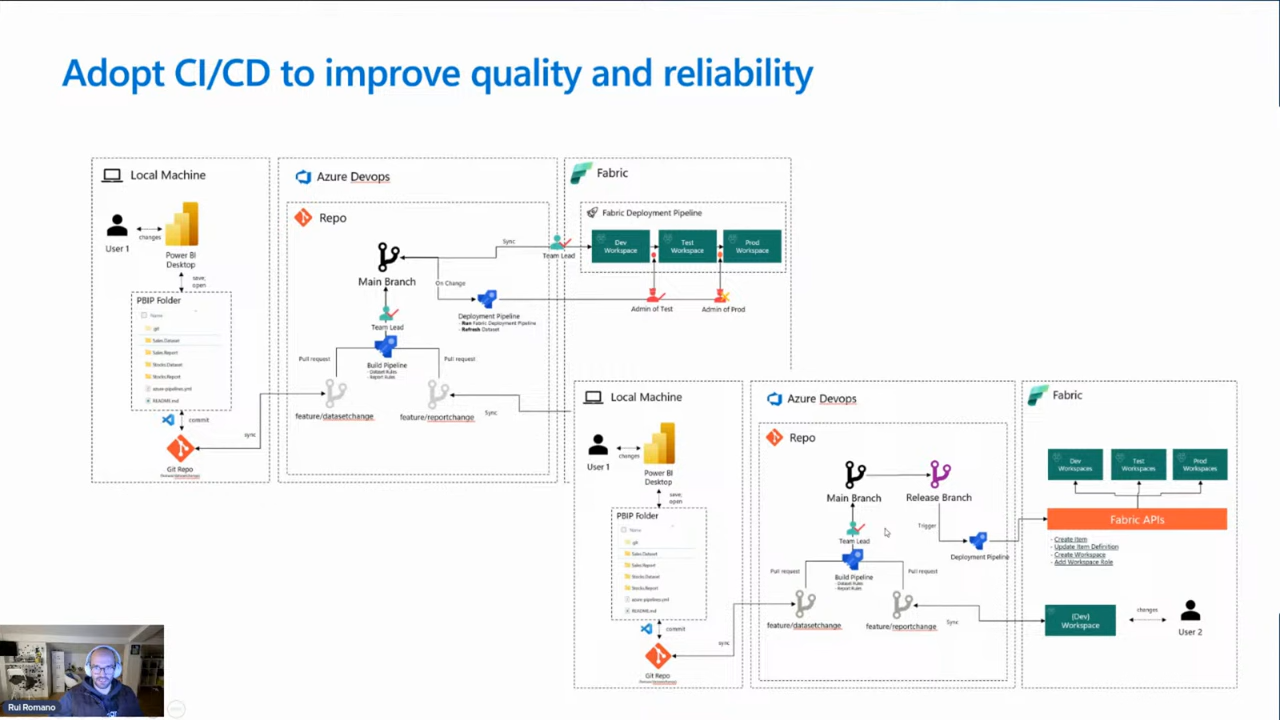 Adopt CI/CD to improve quality and reliability
Local Machine
User 1
changes
Power BI
Desktop
save;
open
PBIP Folder
Name
.git
Sales.Dataset
Sales.Report
Stocks.Dataset
Stocks.Report
azure-pipelines.yml
README.md
commit
sync
Git Repo
Azure Devops
Repo
Main Branch
Team Lead
Build Pipeline
- Dataset Rules
- Report Rules
Pull request
Pull request
feature/datasetchange
feature/reportchange
Sync
On Change
Deployment Pipeline
- Run Fabric Deployment Pipeline
- Refresh Dataset
Sync
Team Lead
Fabric
Fabric Deployment Pipeline
Dev
Workspace
Test
Workspace
Prod
Workspace
Admin of Test
Admin of Prod
Local Machine
User 1
changes
Power BI
Desktop
save;
open
PBIP Folder
Name
.git
Sales.Dataset
Sales.Report
Stocks.Dataset
Stocks.Report
azure-pipelines.yml
README.md
commit
sync
Git Repo
Azure Devops
Repo
Main Branch
Release Branch
Team Lead
Trigger
Deployment Pipeline
Build Pipeline
- Dataset Rules
- Report Rules
Pull request
Pull request
feature/datasetchange
feature/reportchange
Sync
Fabric
Dev
Workspaces
Test
Workspaces
Prod
Workspaces
Fabric APIs
- Create Item
- Update Item Definition
- Create Workspace
- Add Workspace Role
(Dev)
Workspace
changes
User 2
Rui Romano